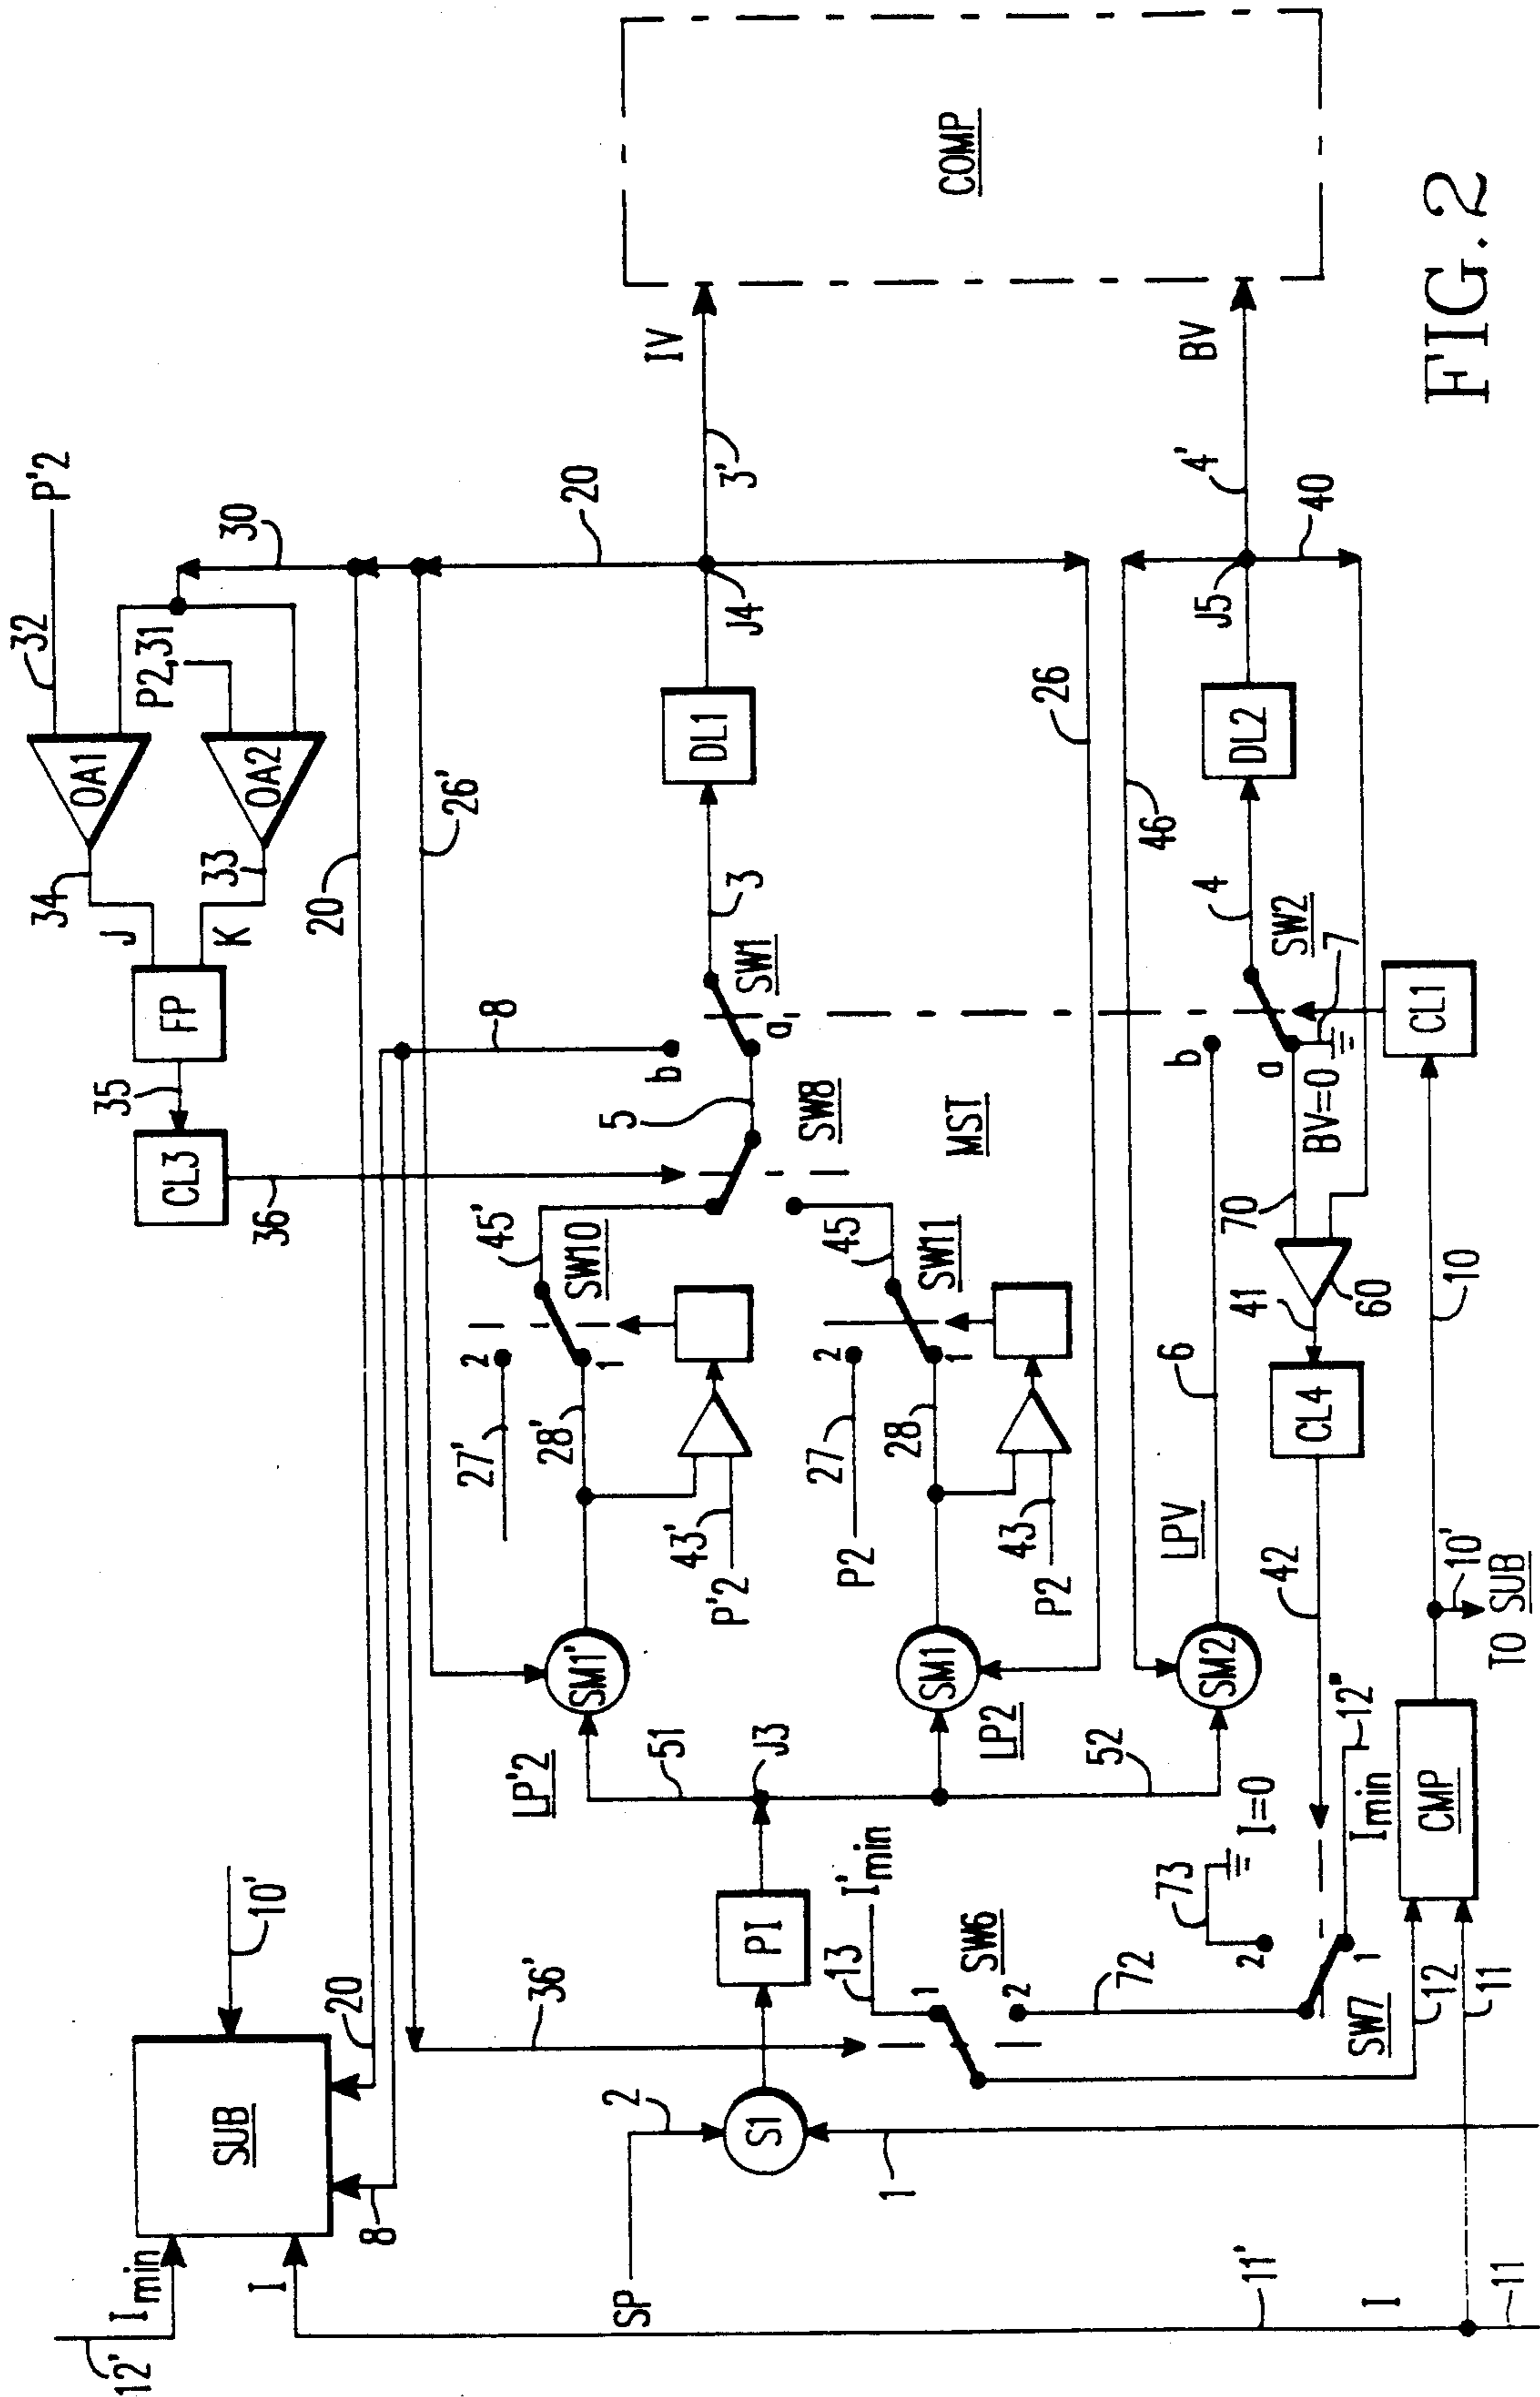 12'
Imin
I
SUB
10'
8
20
36
CL3
35
FP
J
K
34
33
OA1
OA2
32
P2,31
P'2
30
20
26'
20
8
b
a
SW1
3
DL1
J4
3'
IV
COMP
SP
2
S1
1
PI
36'
J3
51
LP'2
SM1'
28'
27'
2
1
43'
P'2
SW10
45'
5
SW8
MST
13
I'min
1
SW6
2
72
LP2
SM1
28
27
P2
2
1
43
P2
SW11
45
26
52
SM2
LPV
6
b
a
BV=0
7
SW2
4
46
DL2
J5
4'
BV
40
73
I=0
2
1
SW7
Imin
12"
42
CL4
41
60
70
CL1
10
10'
TO SUB
CMP
12
11
11'
I
11
FIG. 2